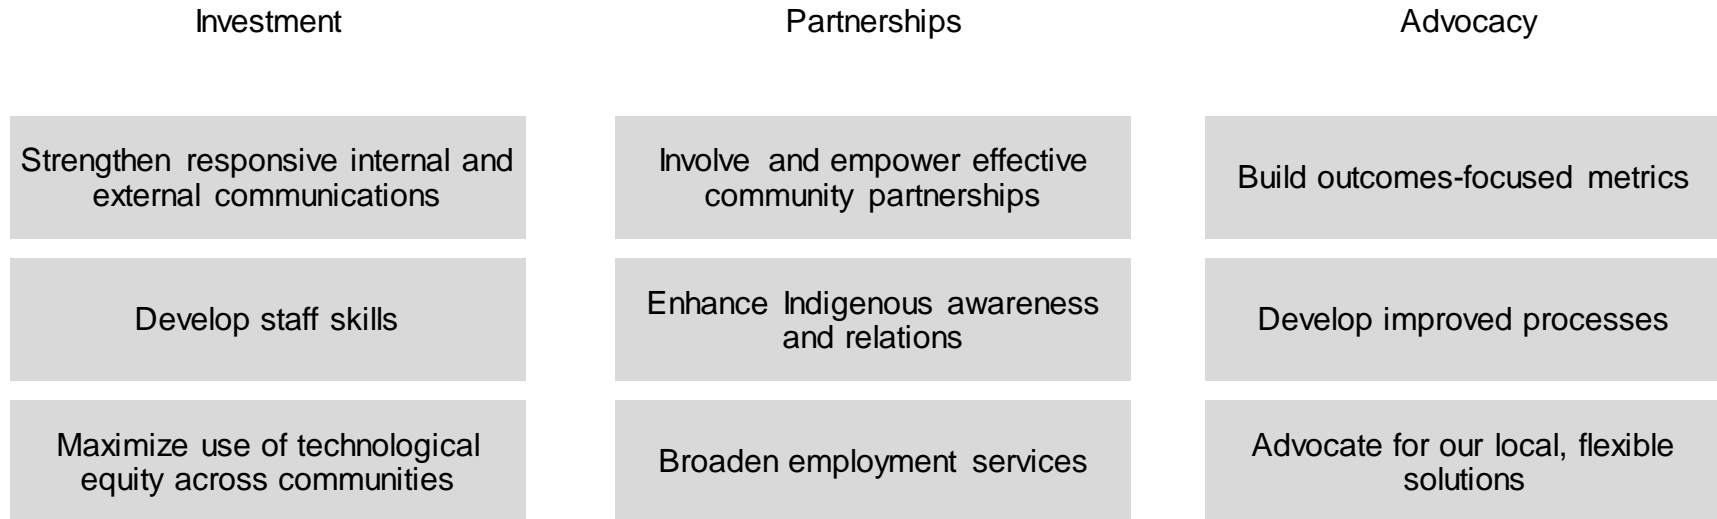 Investment
Partnerships
Advocacy
Strengthen responsive internal and
external communications
Involve and empower effective
community partnerships
Build outcomes-focused metrics
Develop staff skills
Enhance Indigenous awareness
and relations
Develop improved processes
Maximize use of technological
equity across communities
Broaden employment services
Advocate for our local, flexible
solutions